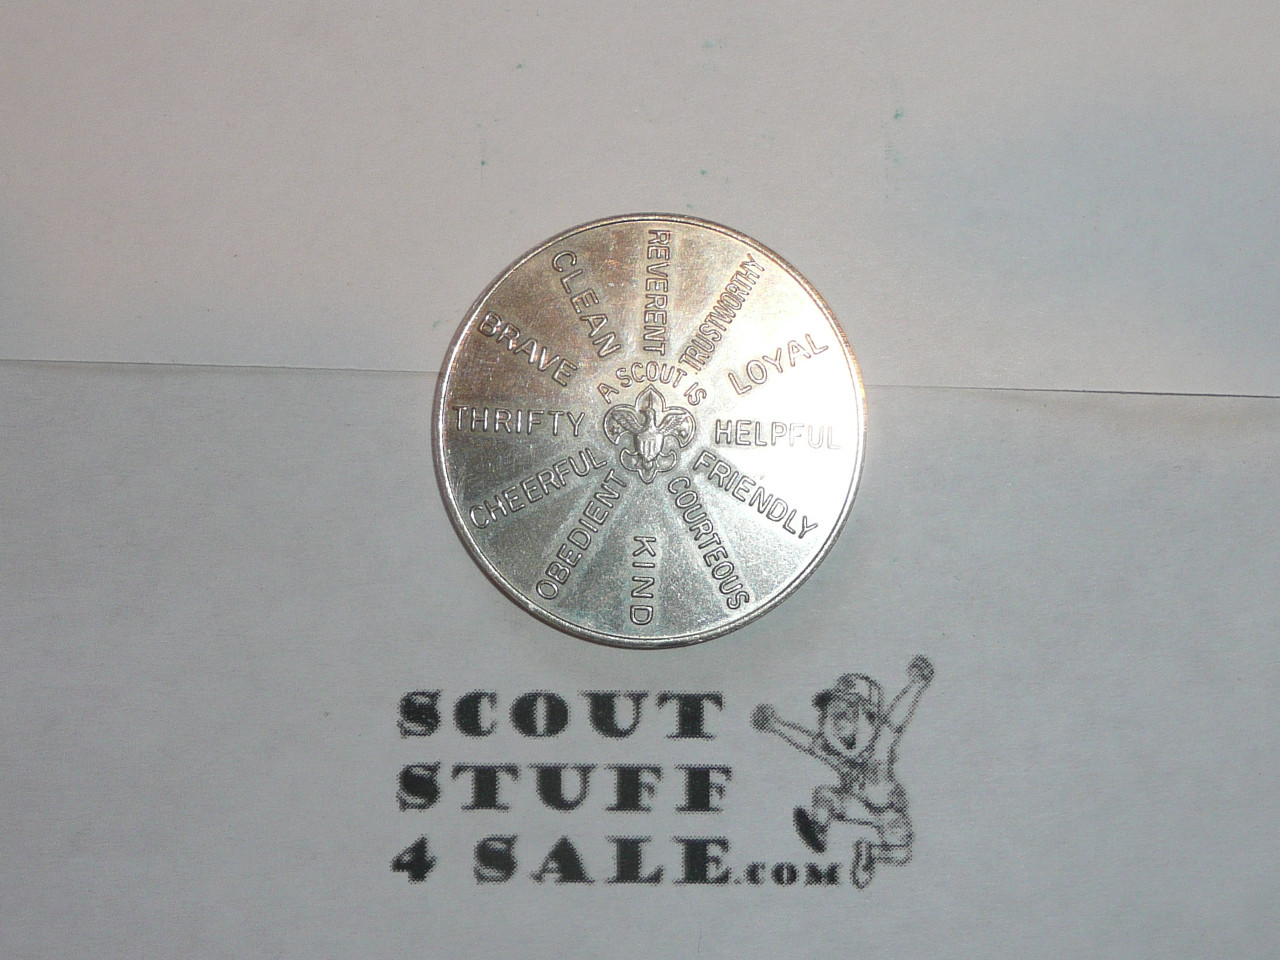 A SCOUT IS
TRUSTWORTHY
LOYAL
HELPFUL
FRIENDLY
COURTEOUS
KIND
OBEDIENT
CHEERFUL
THRIFTY
BRAVE
CLEAN
REVERENT
SCOUT
STUFF
4 SALE.COM